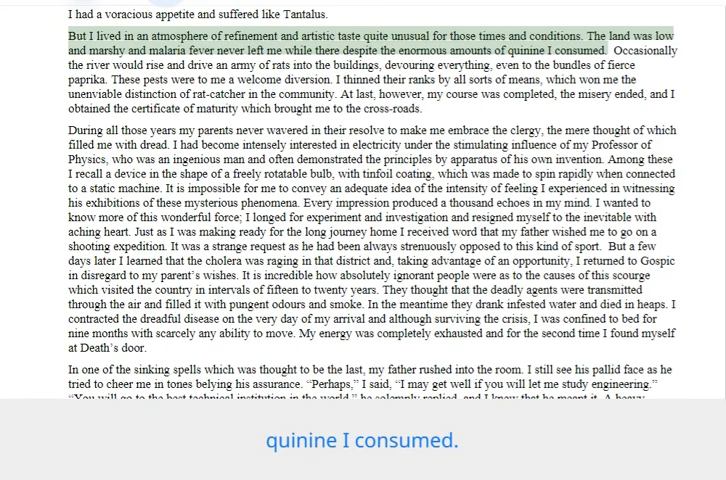 I had a voracious appetite and suffered like Tantalus.
But I lived in an atmosphere of refinement and artistic taste quite unusual for those times and conditions. The land was low
and marshy and malaria fever never left me while there despite the enormous amounts of quinine I consumed. Occasionally
the river would rise and drive an army of rats into the buildings, devouring everything, even to the bundles of fierce
paprika. These pests were to me a welcome diversion. I thinned their ranks by all sorts of means, which won me the
unenviable distinction of rat-catcher in the community. At last, however, my course was completed, the misery ended, and I
obtained the certificate of maturity which brought me to the cross-roads.
During all those years my parents never wavered in their resolve to make me embrace the clergy, the mere thought of which
filled me with dread. I had become intensely interested in electricity under the stimulating influence of my Professor of
Physics, who was an ingenious man and often demonstrated the principles by apparatus of his own invention. Among these
I recall a device in the shape of a freely rotatable bulb, with tinfoil coating, which was made to spin rapidly when connected
to a static machine. It is impossible for me to convey an adequate idea of the intensity of feeling I experienced in witnessing
his exhibitions of these mysterious phenomena. Every impression produced a thousand echoes in my mind. I wanted to
know more of this wonderful force; I longed for experiment and investigation and resigned myself to the inevitable with
aching heart. Just as I was making ready for the long journey home I received word that my father wished me to go on a
shooting expedition. It was a strange request as he had been always strenuously opposed to this kind of sport. But a few
days later I learned that the cholera was raging in that district and, taking advantage of an opportunity, I returned to Gospic
in disregard to my parent's wishes. It is incredible how absolutely ignorant people were as to the causes of this scourge
which visited the country in intervals of fifteen to twenty years. They thought that the deadly agents were transmitted
through the air and filled it with pungent odours and smoke. In the meantime they drank infested water and died in heaps. I
contracted the dreadful disease on the very day of my arrival and although surviving the crisis, I was confined to bed for
nine months with scarcely any ability to move. My energy was completely exhausted and for the second time I found myself
at Death's door.
In one of the sinking spells which was thought to be the last, my father rushed into the room. I still see his pallid face as he
tried to cheer me in tones belying his assurance. “Perhaps,” I said, “I may get well if you will let me study engineering.”
“You will go to the best technical institution in the world,” he solemnly replied, and I knew that he meant it. A heavy
quinine I consumed.